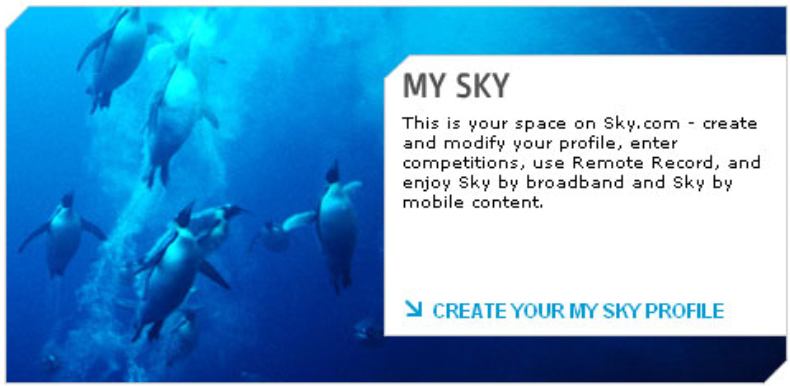 MY SKY
This is your space on Sky.com - create
and modify your profile, enter
competitions, use Remote Record, and
enjoy Sky by broadband and Sky by
mobile content.
CREATE YOUR MY SKY PROFILE